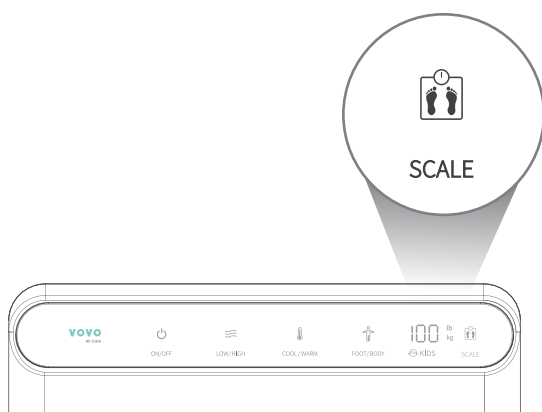 SCALE
VOVO
Air Care
ON/OFF
LOW/HIGH
COOL/WARM
FOOT/BODY
100 lb
kg
KIDS
SCALE